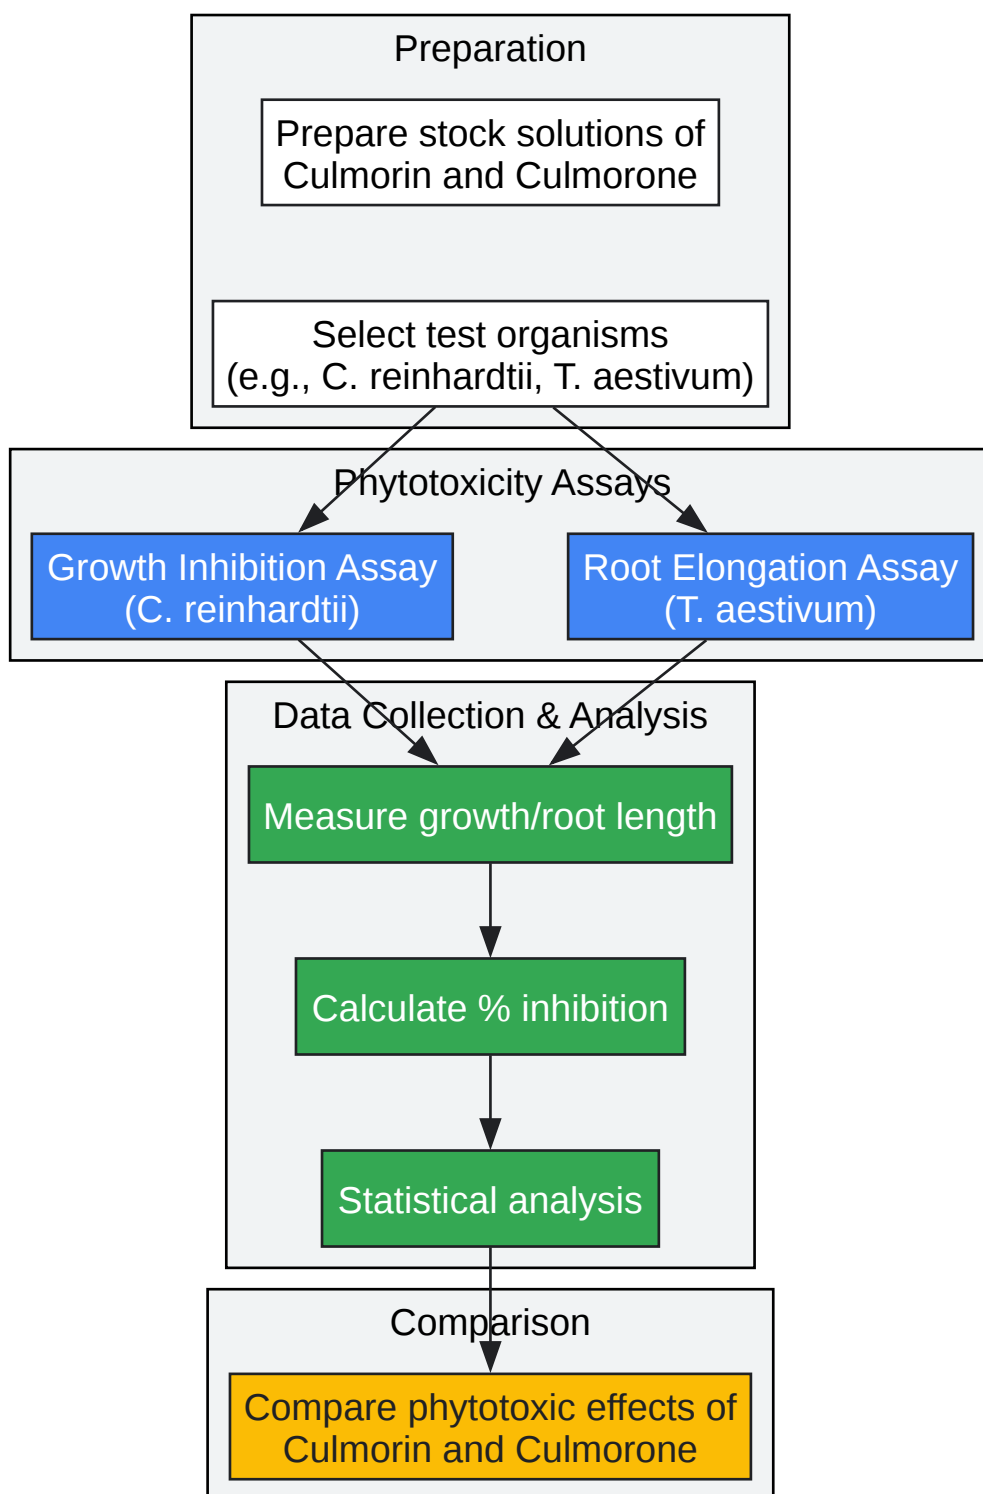 Preparation
Prepare stock solutions of
Culmorin and Culmorone
Select test organisms
(e.g., C. reinhardtii, T. aestivum)
Phytotoxicity Assays
Growth Inhibition Assay
(C. reinhardtii)
Root Elongation Assay
(T. aestivum)
Data Collection & Analysis
Measure growth/root length
Calculate % inhibition
Statistical analysis
Comparison
Compare phytotoxic effects of
Culmorin and Culmorone